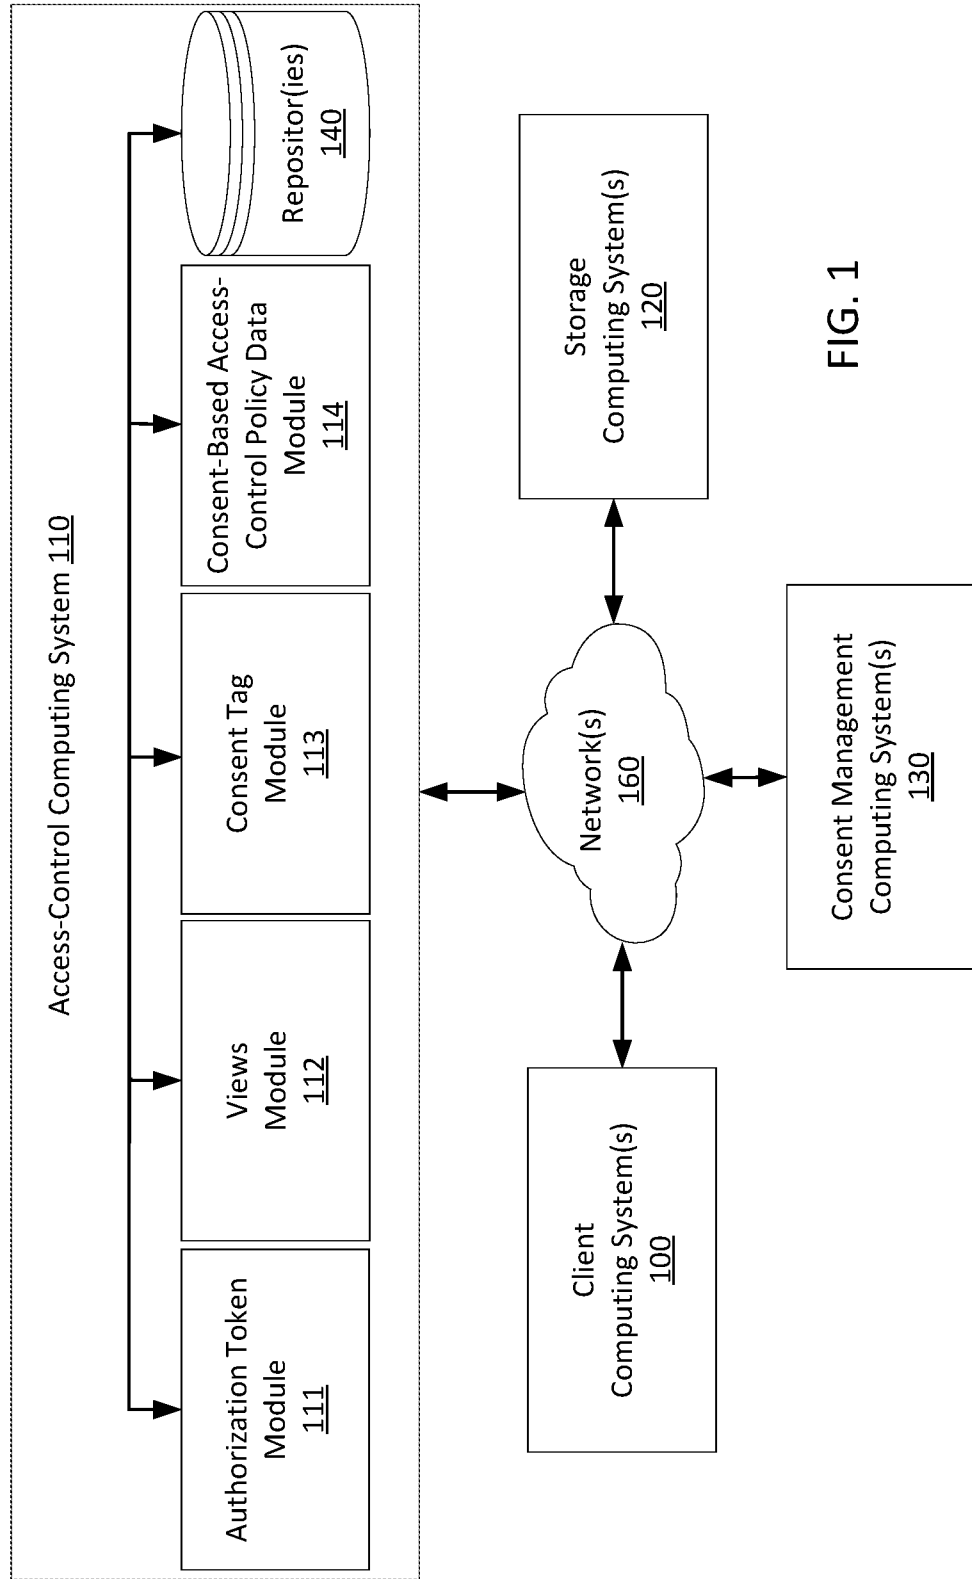 Access-Control Computing System 110
Authorization Token
Module
111
Views
Module
112
Consent Tag
Module
113
Consent-Based Access-
Control Policy Data
Module
114
Repositor(ies)
140
Network(s)
160
Client
Computing System(s)
100
Storage
Computing System(s)
120
Consent Management
Computing System(s)
130
FIG. 1